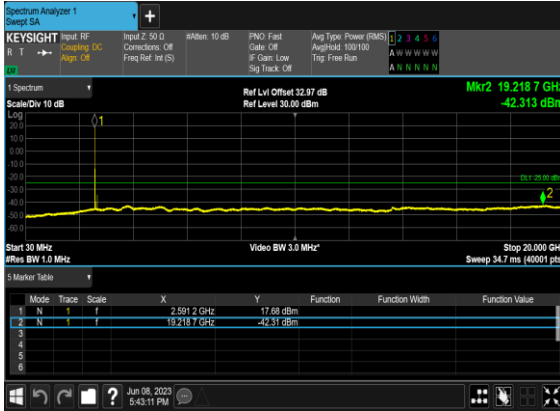 Spectrum Analyzer 1
Swept SA
+
KEYSIGHT Input: RF Input Z: 50 Ω #Atten: 10 dB PNO: Fast Avg Type: Power (RMS) 1 2 3 4 5 6
R T Coupling: DC Corrections: Off Gate: Off Avg|Hold: 100/100 A W W W W W
Align: Off Freq Ref: Int (S) IF Gain: Low Trig: Free Run
Sig Track: Off A N N N N N
1 Spectrum
Ref Lvl Offset 32.97 dB Mkr2 19.218 7 GHz
Scale/Div 10 dB Ref Level 30.00 dBm -42.313 dBm
Log
20.0
1
10.0
0.00
-10.0
-20.0
DL1 -25.00 dBm
-30.0
2
-40.0
-50.0
-60.0
Start 30 MHz Video BW 3.0 MHz* Stop 20.000 GH
#Res BW 1.0 MHz Sweep 34.7 ms (40001 pts
5 Marker Table
Mode Trace Scale X Y Function Function Width Function Value
1 N 1 f 2.591 2 GHz 17.68 dBm
2 N 1 f 19.218 7 GHz -42.31 dBm
3
4
5
6
? Jun 08, 2023
5:43:11 PM